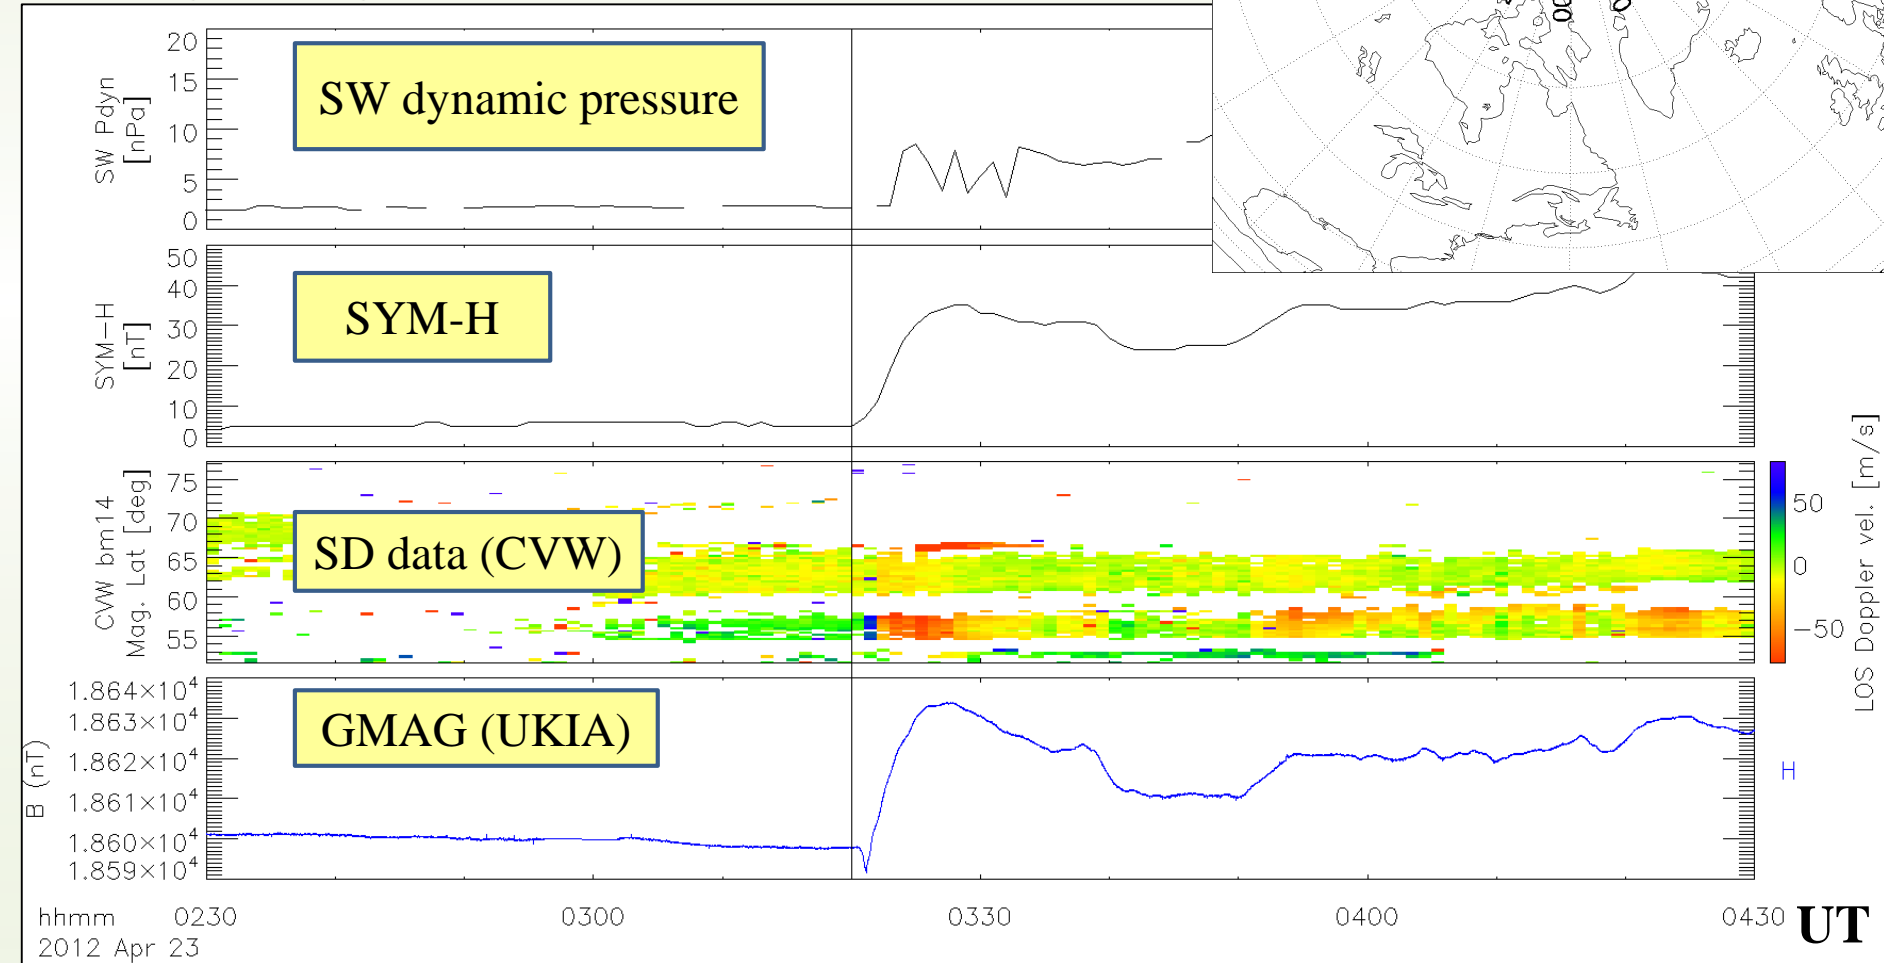 20
15
10
5
0
SW Pdyn
[nPa]
SW dynamic pressure
50
40
30
20
10
0
SYM-H
[nT]
SYM-H
75
70
65
60
55
CVW bm14
Mag. Lat [deg]
SD data (CVW)
50
0
-50
LOS Doppler vel. [m/s]
1.864×10⁴
1.863×10⁴
1.862×10⁴
1.861×10⁴
1.860×10⁴
1.859×10⁴
B (nT)
GMAG (UKIA)
H
hhmm 0230 0300 0330 0400 0430 UT
2012 Apr 23